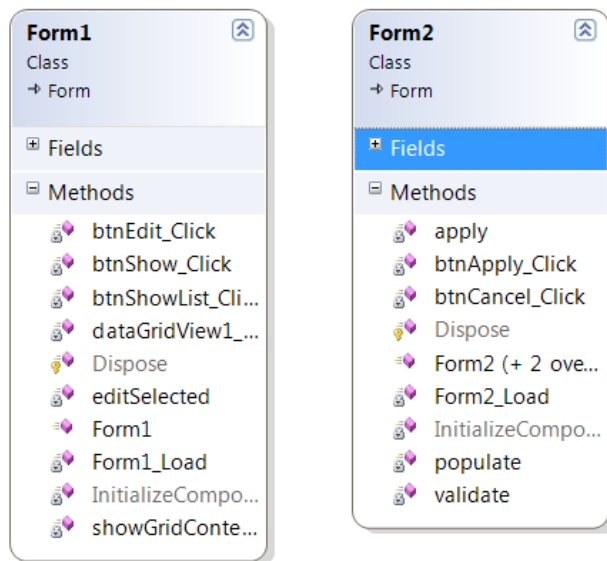 Form1
Class
Form
Fields
Methods
btnEdit_Click
btnShow_Click
btnShowList_Cli...
dataGridView1_...
Dispose
editSelected
Form1
Form1_Load
InitializeCompo...
showGridConte...
Form2
Class
Form
Fields
Methods
apply
btnApply_Click
btnCancel_Click
Dispose
Form2 (+ 2 ove...
Form2_Load
InitializeCompo...
populate
validate